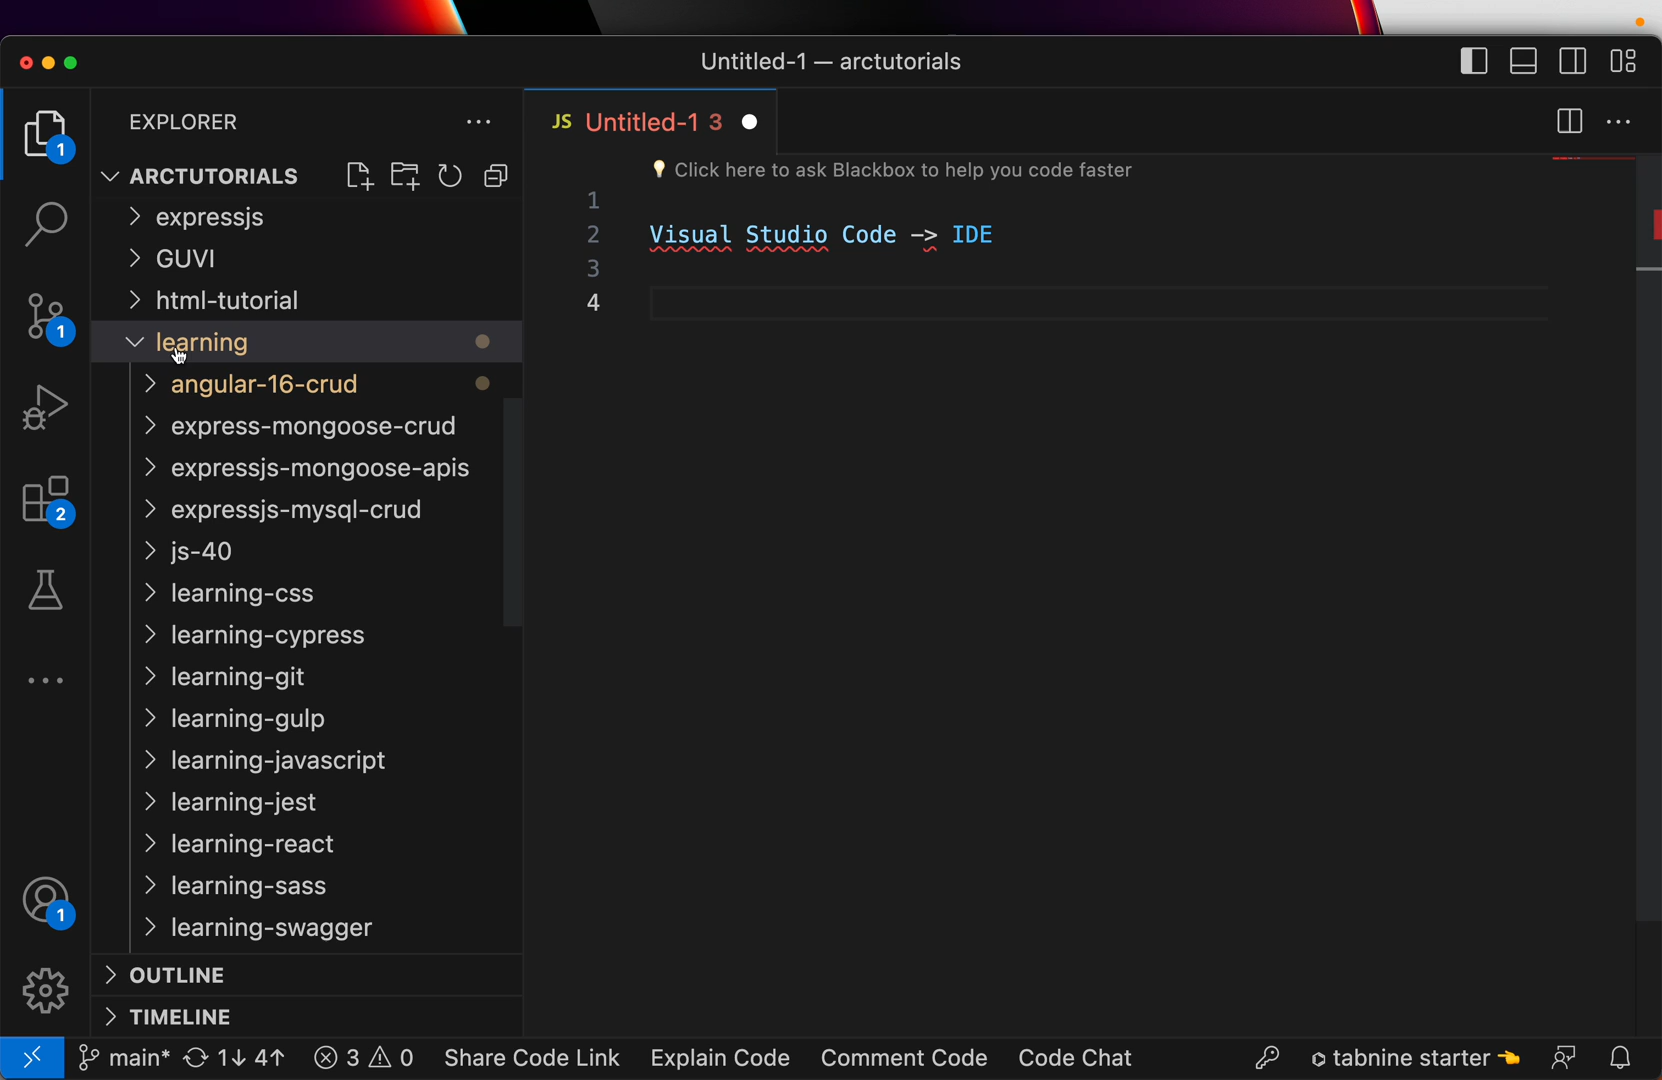 Untitled-1 — arctutorials
EXPLORER
JS Untitled-1 3
1
ARCTUTORIALS
💡 Click here to ask Blackbox to help you code faster
1
expressjs
2 Visual Studio Code -> IDE
GUVI
3
html-tutorial
4
1
learning
angular-16-crud
express-mongoose-crud
expressjs-mongoose-apis
expressjs-mysql-crud
2
js-40
learning-css
learning-cypress
learning-git
learning-gulp
learning-javascript
learning-jest
learning-react
learning-sass
1
learning-swagger
OUTLINE
TIMELINE
main* 1↓ 4↑ 3 0 Share Code Link Explain Code Comment Code Code Chat tabnine starter 👈